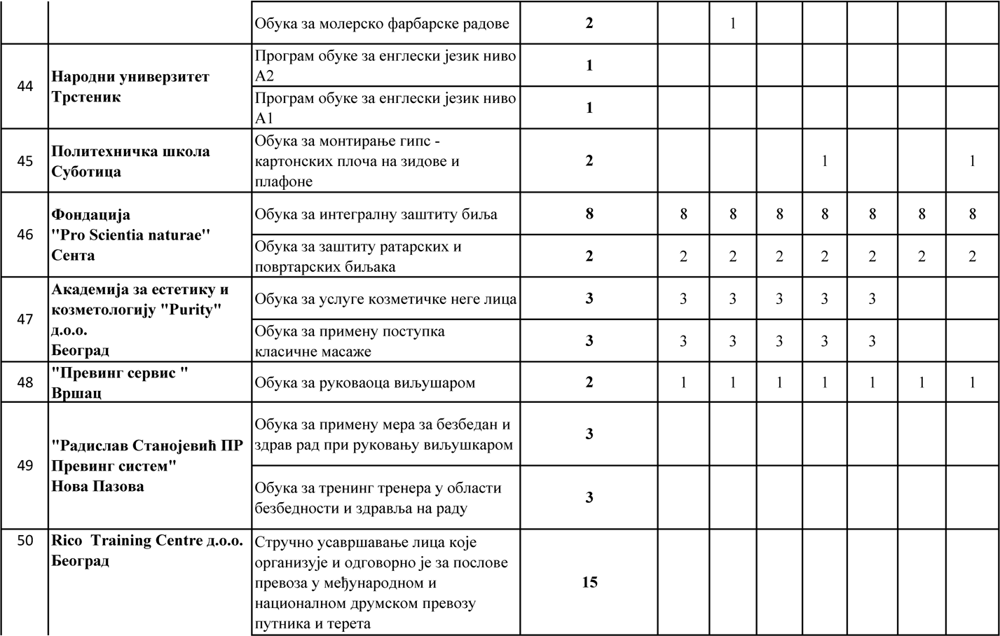 Обука за молерско фарбарске радове 2 1
44
Народни универзитет
Трстеник
Програм обуке за енглески језик ниво
А2
1
Програм обуке за енглески језик ниво
А1
1
45
Политехничка школа
Суботица
Обука за монтирање гипс -
картонских плоча на зидове и
плафоне
2 1 1
46
Фондација
''Pro Scientia naturae''
Сента
Обука за интегралну заштиту биља 8 8 8 8 8 8 8 8
Обука за заштиту ратарских и
повртарских биљака
2 2 2 2 2 2 2 2
47
Академија за естетику и
козметологију "Purity"
д.о.о.
Београд
Обука за услуге козметичке неге лица 3 3 3 3 3 3
Обука за примену поступка
класичне масаже
3 3 3 3 3 3
48
"Превинг сервис "
Вршац
Обука за руковаоца виљушаром 2 1 1 1 1 1 1 1
49
"Радислав Станојевић ПР
Превинг систем"
Нова Пазова
Обука за примену мера за безбедан и
здрав рад при руковању виљушкаром
3
Обука за тренинг тренера у области
безбедности и здравља на раду
3
50
Rico Training Centre д.о.о.
Београд
Стручно усавршавање лица које
организује и одговорно је за послове
превоза у међународном и
националном друмском превозу
путника и терета
15